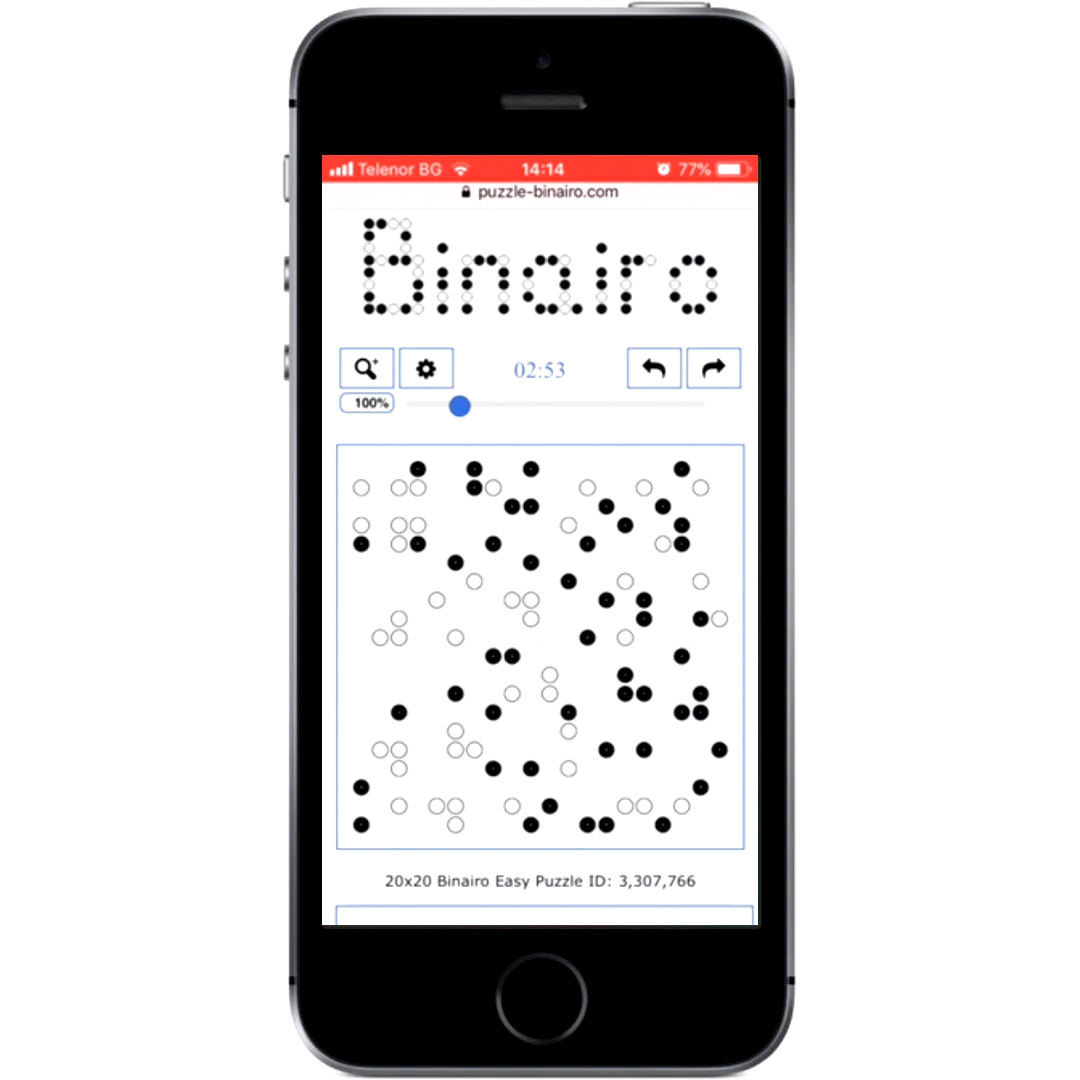 Telenor BG 14:14 77%
puzzle-binairo.com
Binairo
02:53
100%
20x20 Binairo Easy Puzzle ID: 3,307,766